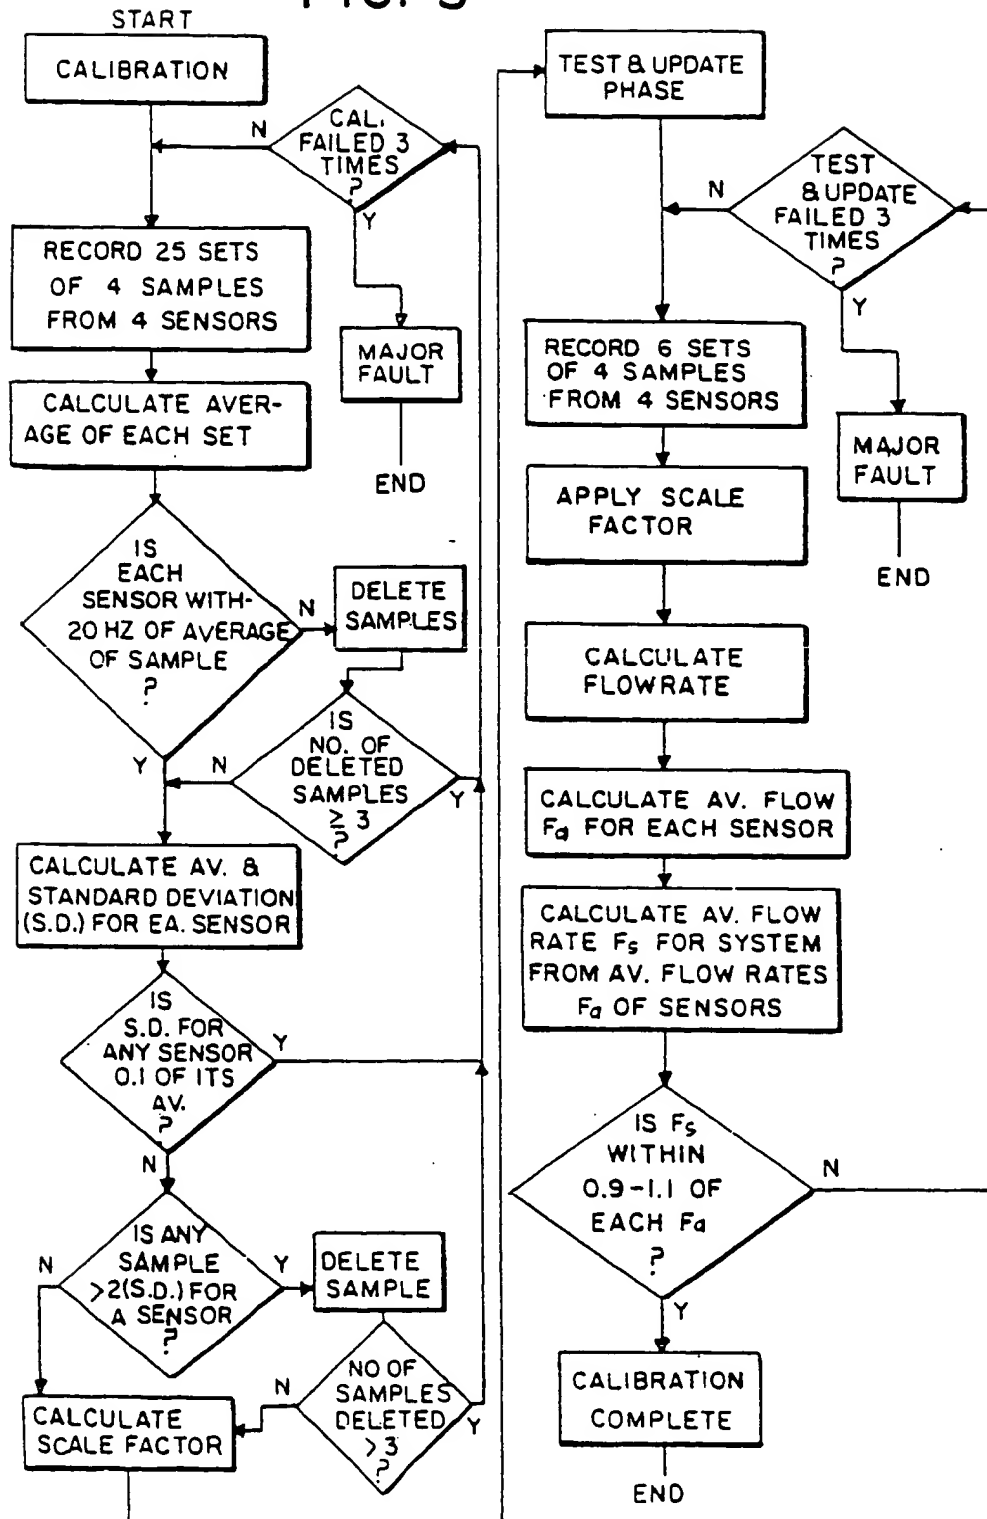 FIG. 3
START
CALIBRATION
CAL.
FAILED 3
TIMES
?
N
Y
RECORD 25 SETS
OF 4 SAMPLES
FROM 4 SENSORS
MAJOR
FAULT
END
CALCULATE AVER-
AGE OF EACH SET
IS
EACH
SENSOR WITH-
20 HZ OF AVERAGE
OF SAMPLE
?
N
Y
DELETE
SAMPLES
IS
NO. OF
DELETED
SAMPLES
≥ 3
?
N
Y
CALCULATE AV. &
STANDARD DEVIATION
(S.D.) FOR EA. SENSOR
IS
S.D. FOR
ANY SENSOR
0.1 OF ITS
AV.
?
Y
N
IS ANY
SAMPLE
>2(S.D.) FOR
A SENSOR
?
N
Y
DELETE
SAMPLE
NO OF
SAMPLES
DELETED
>3
?
N
Y
CALCULATE
SCALE FACTOR
TEST & UPDATE
PHASE
TEST
& UPDATE
FAILED 3
TIMES
?
N
Y
RECORD 6 SETS
OF 4 SAMPLES
FROM 4 SENSORS
MAJOR
FAULT
END
APPLY SCALE
FACTOR
CALCULATE
FLOWRATE
CALCULATE AV. FLOW
Fa FOR EACH SENSOR
CALCULATE AV. FLOW
RATE Fs FOR SYSTEM
FROM AV. FLOW RATES
Fa OF SENSORS
IS Fs
WITHIN
0.9-1.1 OF
EACH Fa
?
N
Y
CALIBRATION
COMPLETE
END